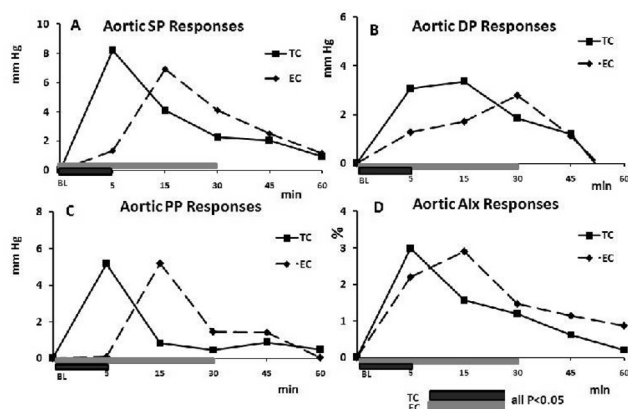 A Aortic SP Responses
mm Hg
10
8
6
4
2
0
TC
EC
BL 5 15 30 45 60
min
B Aortic DP Responses
mm Hg
6
4
2
0
TC
EC
BL 5 15 30 45 60
min
C Aortic PP Responses
mm Hg
8
6
4
2
0
TC
EC
BL 5 15 30 45 60
min
D Aortic AIx Responses
%
4
3
2
1
0
TC
EC
BL 5 15 30 45 60
min
TC
EC
all P<0.05